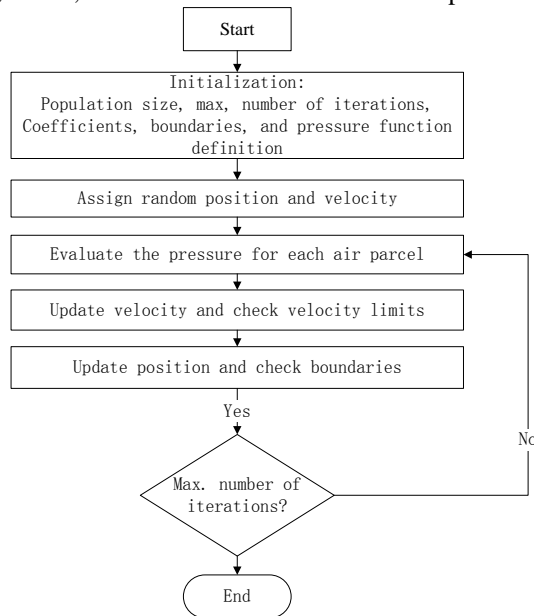 Start
Initialization:
Population size, max, number of iterations,
Coefficients, boundaries, and pressure function
definition
Assign random position and velocity
Evaluate the pressure for each air parcel
Update velocity and check velocity limits
Update position and check boundaries
Yes
No
Max. number of
iterations?
End